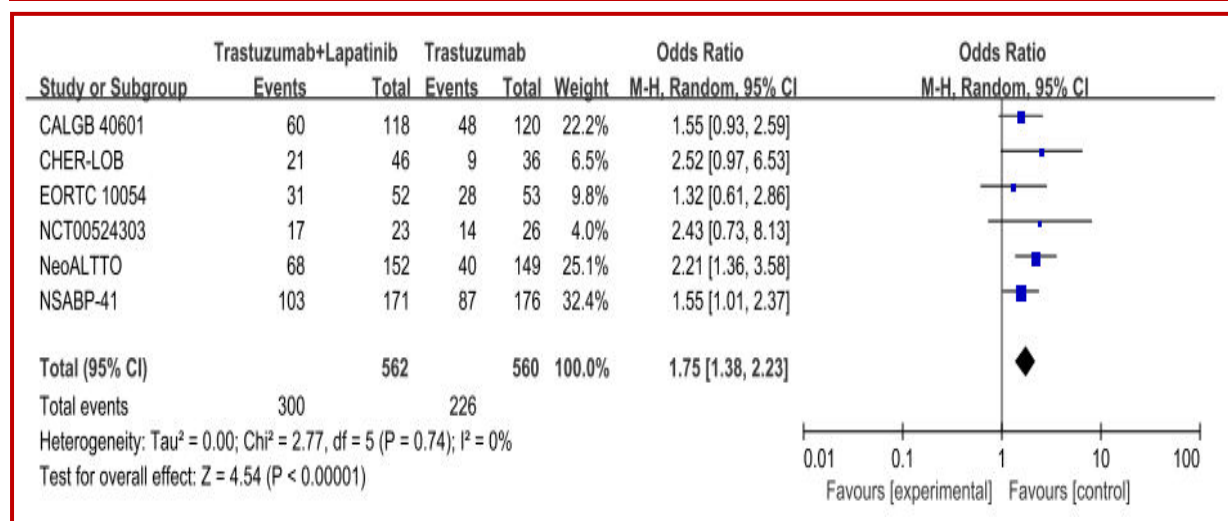 Trastuzumab+Lapatinib Trastuzumab Odds Ratio Odds Ratio
Study or Subgroup Events Total Events Total Weight M-H, Random, 95% CI M-H, Random, 95% CI
CALGB 40601 60 118 48 120 22.2% 1.55 [0.93, 2.59]
CHER-LOB 21 46 9 36 6.5% 2.52 [0.97, 6.53]
EORTC 10054 31 52 28 53 9.8% 1.32 [0.61, 2.86]
NCT00524303 17 23 14 26 4.0% 2.43 [0.73, 8.13]
NeoALTTO 68 152 40 149 25.1% 2.21 [1.36, 3.58]
NSABP-41 103 171 87 176 32.4% 1.55 [1.01, 2.37]
Total (95% CI) 562 560 100.0% 1.75 [1.38, 2.23]
Total events 300 226
Heterogeneity: Tau² = 0.00; Chi² = 2.77, df = 5 (P = 0.74); I² = 0%
Test for overall effect: Z = 4.54 (P < 0.00001)
0.01 0.1 1 10 100
Favours [experimental] Favours [control]